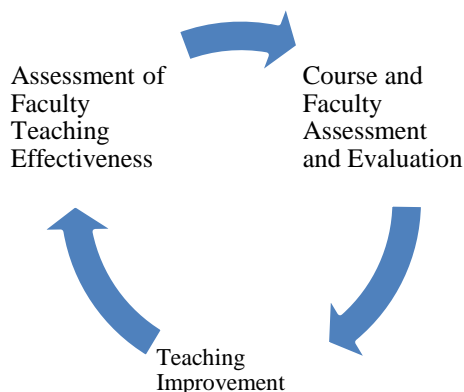 Assessment of
Faculty
Teaching
Effectiveness
Course and
Faculty
Assessment
and Evaluation
Teaching
Improvement